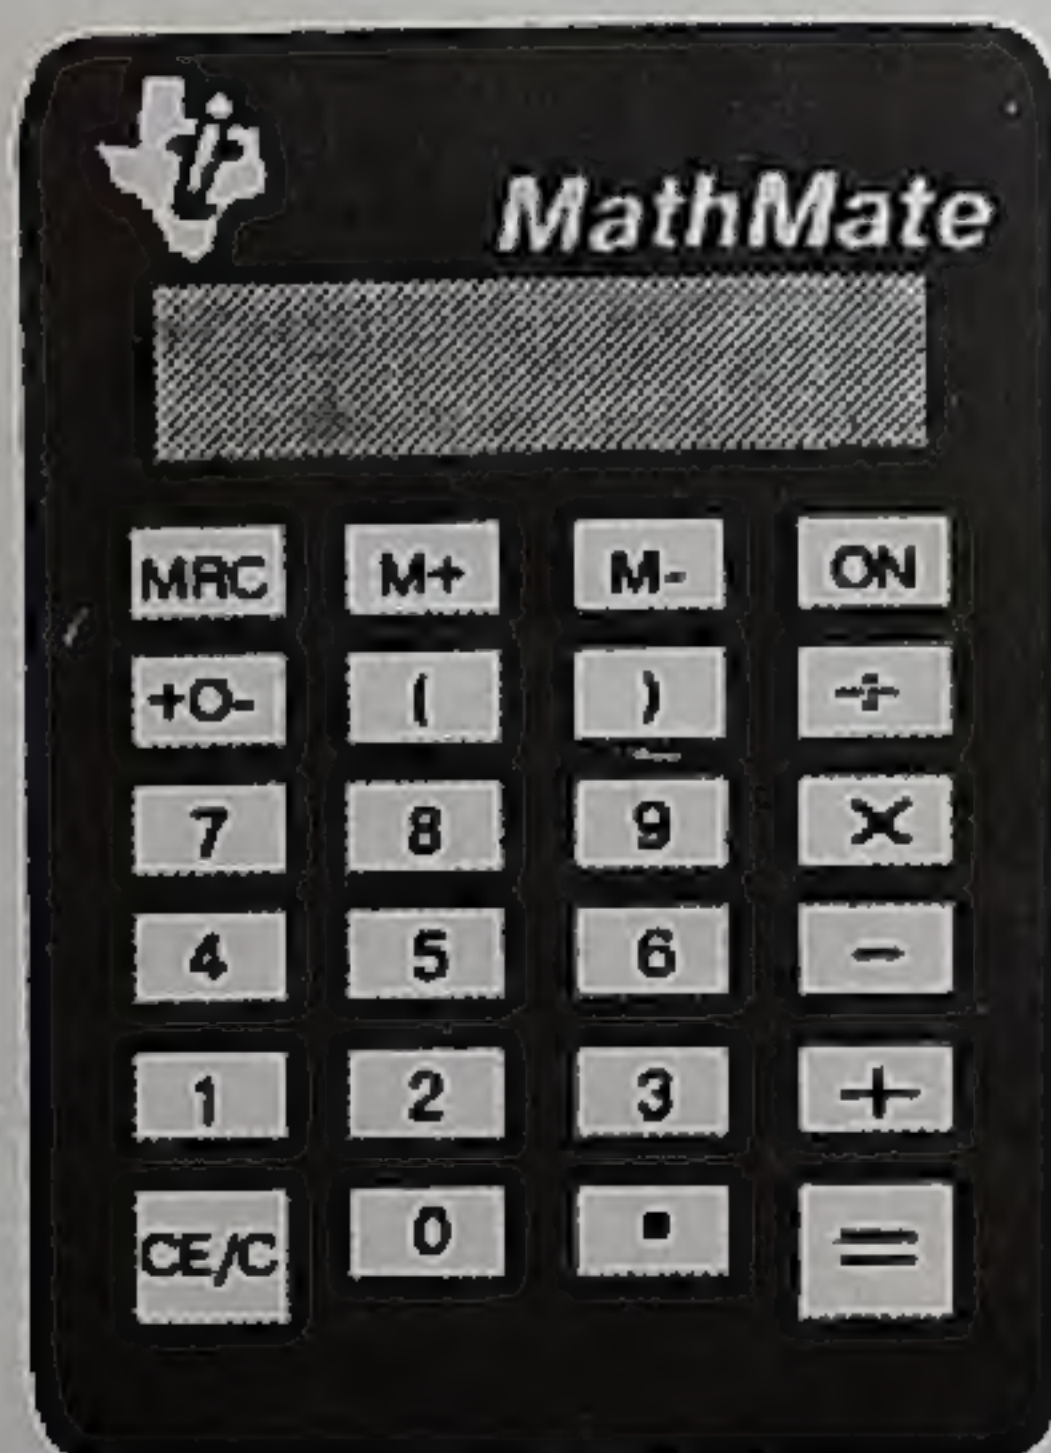 MathMate
MRC M+ M- ON
+O- ( ) ÷
7 8 9 ×
4 5 6 -
1 2 3 +
CE/C 0 . =